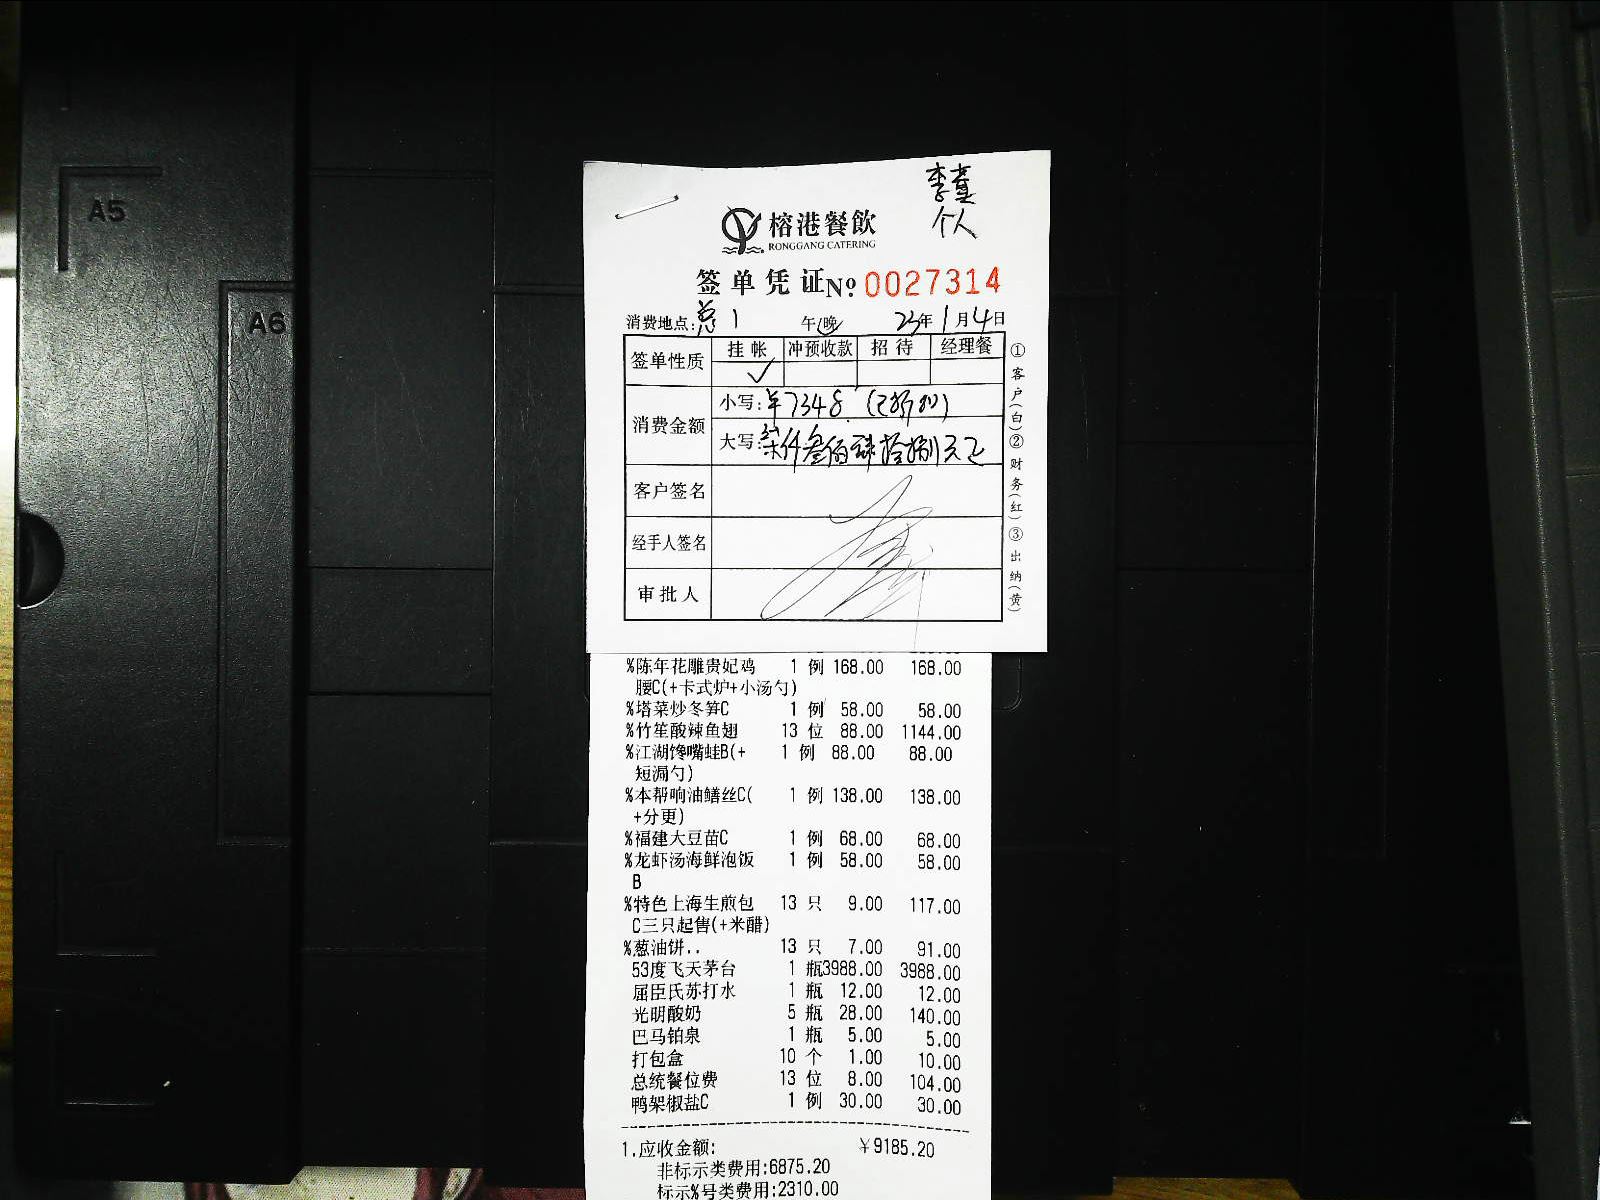 A5
A6
李
个人
榕港餐飲
RONGGANG CATERING
签单凭证№ 0027314
消费地点: 总1 午/晚 23年1月4日
签单性质 挂帐 冲预收款 招待 经理餐
✓
消费金额 小写:￥7348 (已折扣)
大写:柒仟叁佰肆拾捌元正
客户签名
经手人签名
审批人
①客户(白)②财务(红)③出纳(黄)
%陈年花雕贵妃鸡 1 例 168.00 168.00
腰C(+卡式炉+小汤勺)
%塔菜炒冬笋C 1 例 58.00 58.00
%竹笙酸辣鱼翅 13 位 88.00 1144.00
%江湖馋嘴蛙B(+ 1 例 88.00 88.00
短漏勺)
%本帮响油鳝丝C( 1 例 138.00 138.00
+分更)
%福建大豆苗C 1 例 68.00 68.00
%龙虾汤海鲜泡饭 1 例 58.00 58.00
B
%特色上海生煎包 13 只 9.00 117.00
C三只起售(+米醋)
%葱油饼.. 13 只 7.00 91.00
53度飞天茅台 1 瓶3988.00 3988.00
屈臣氏苏打水 1 瓶 12.00 12.00
光明酸奶 5 瓶 28.00 140.00
巴马铂泉 1 瓶 5.00 5.00
打包盒 10 个 1.00 10.00
总统餐位费 13 位 8.00 104.00
鸭架椒盐C 1 例 30.00 30.00
1.应收金额: ￥9185.20
非标示类费用:6875.20
标示%号类费用:2310.00